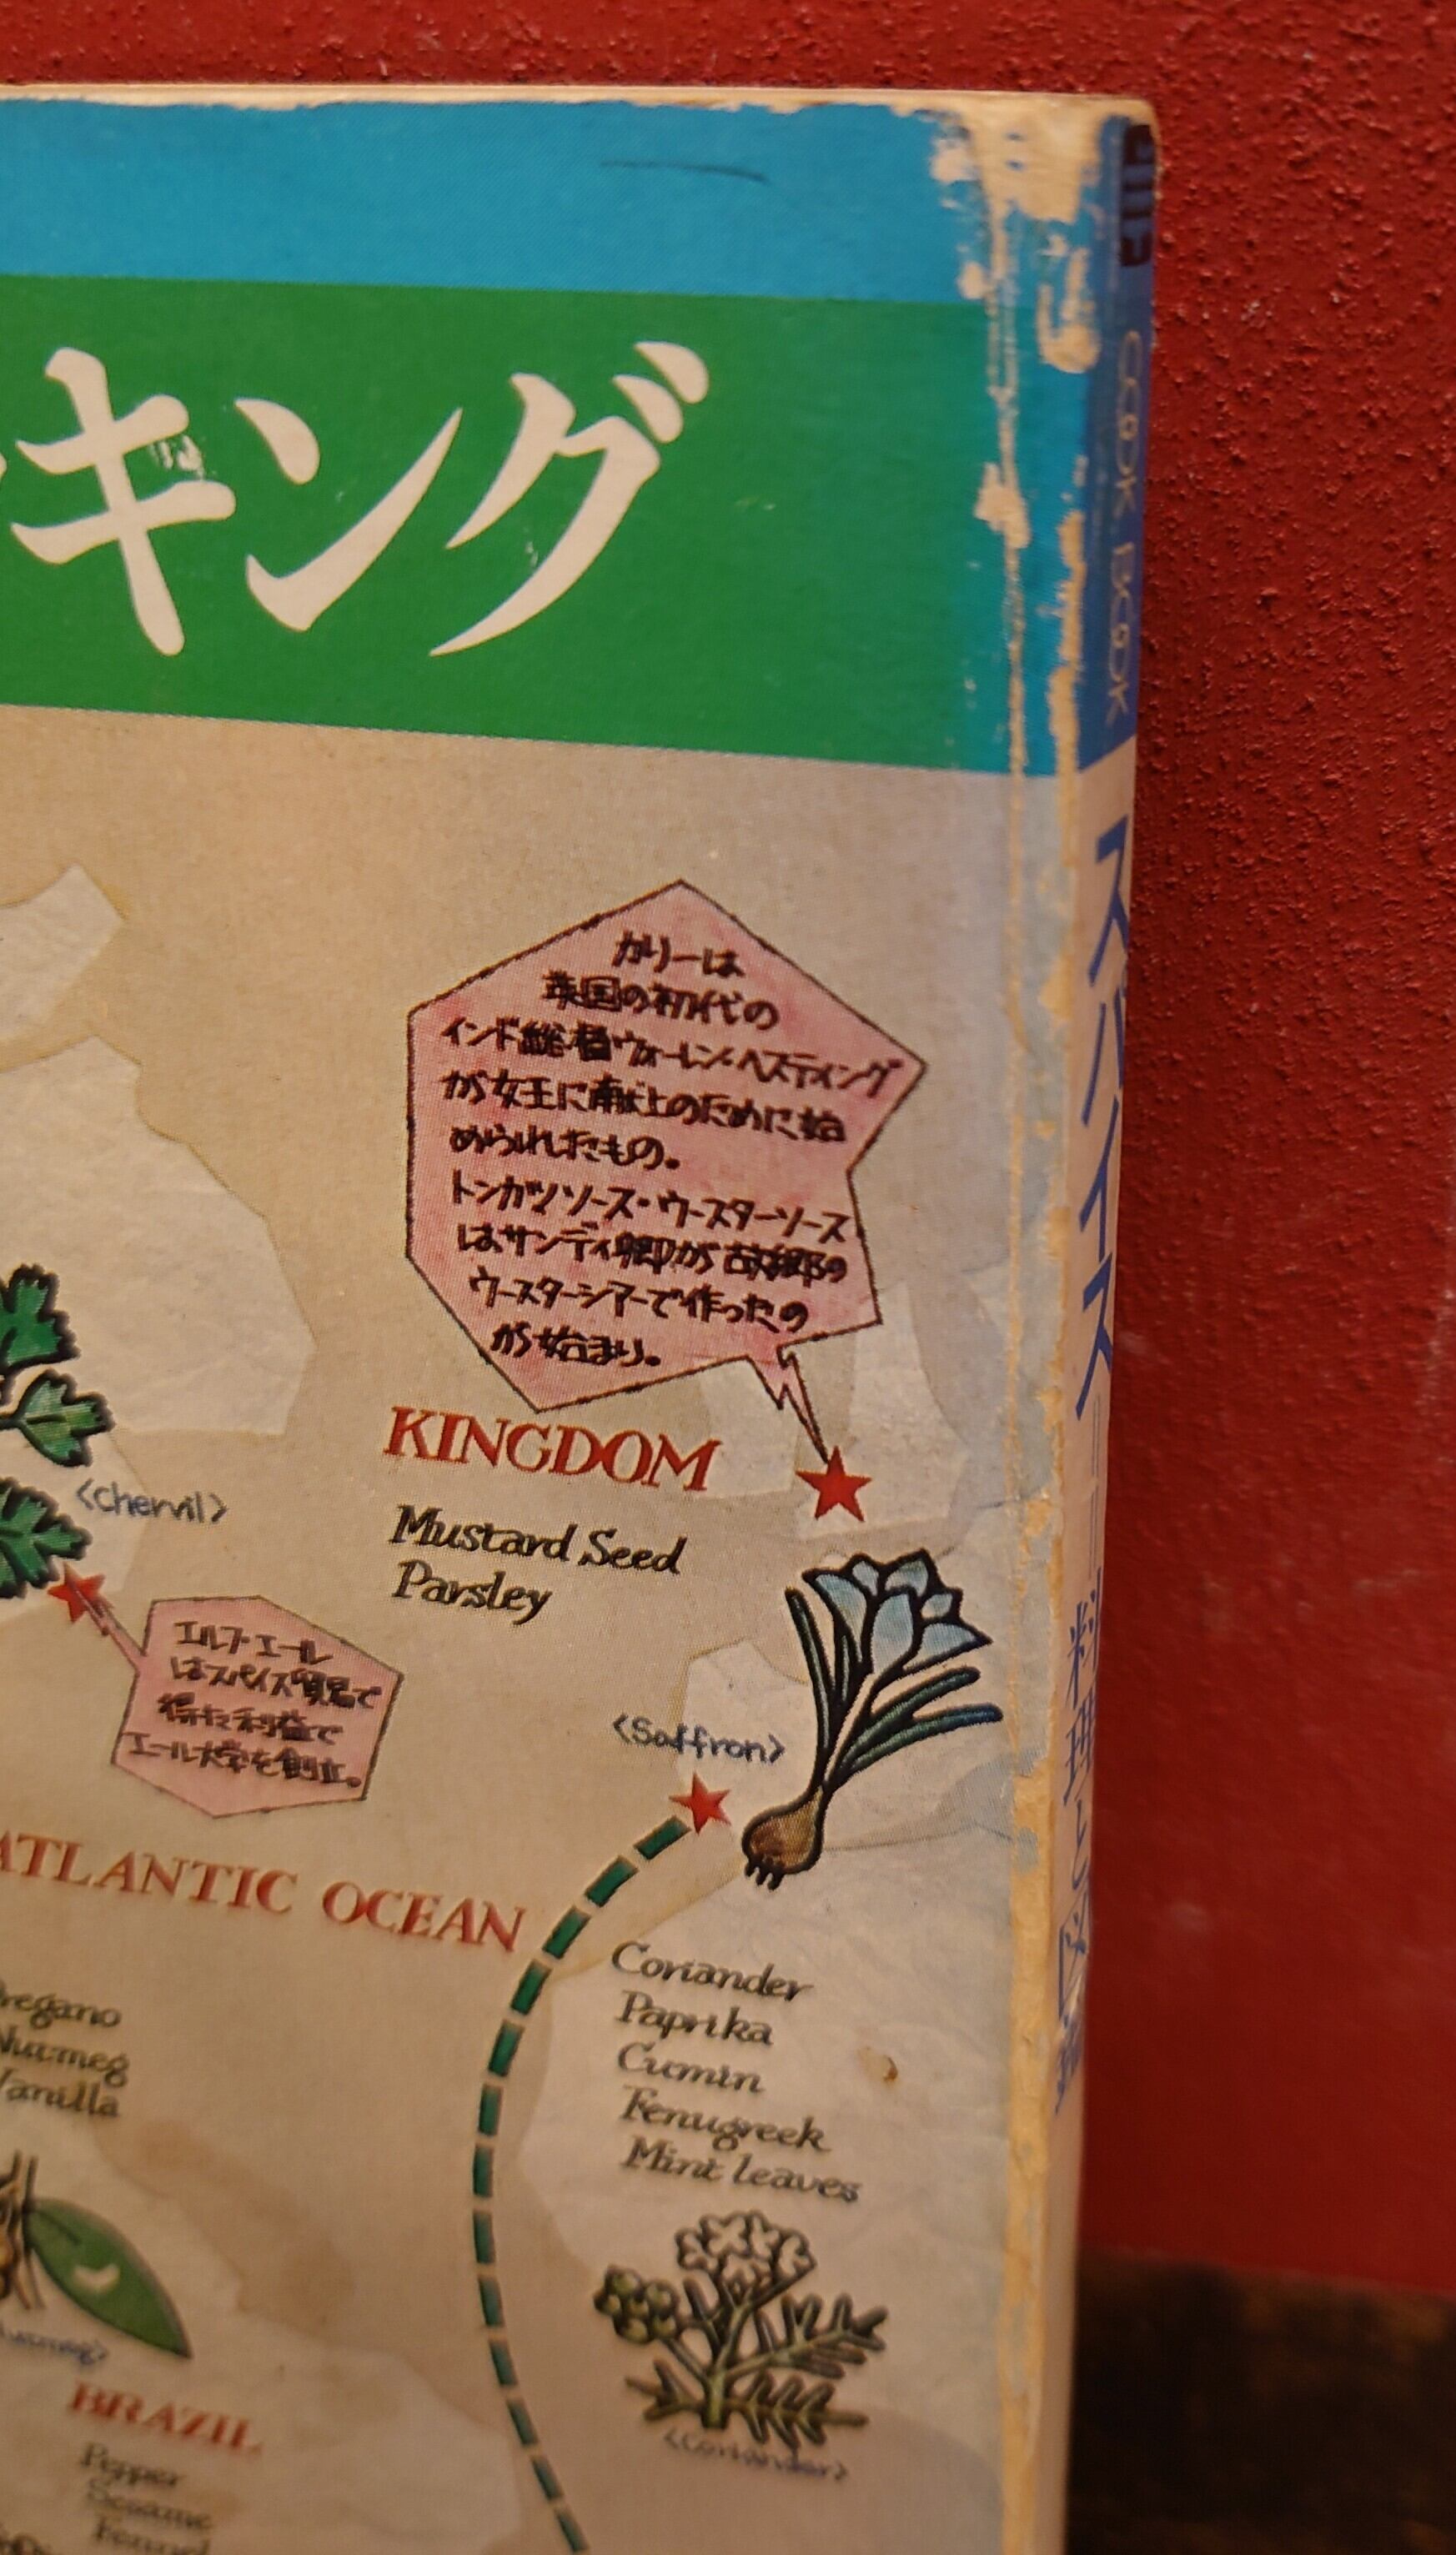 キング
COOK BOOK
スパイス=料理と図鑑
カリーは
英国の初代の
インド総督ウォーレン・ヘスティング
が女王に献上のために始
められたもの。
トンカツソース・ウースターソース
はサンディ卿が故郷の
ウースターシアーで作ったの
が始まり。
KINGDOM
Mustard Seed
Parsley
<Chervil>
エルフ・エール
はスパイス貿易で
得た利益で
エール大学を創立。
<Saffron>
ATLANTIC OCEAN
Coriander
Paprika
Cumin
Fenugreek
Mint leaves
<Coriander>
Oregano
Nutmeg
Vanilla
BRAZIL
Pepper
Sesame
Fennel